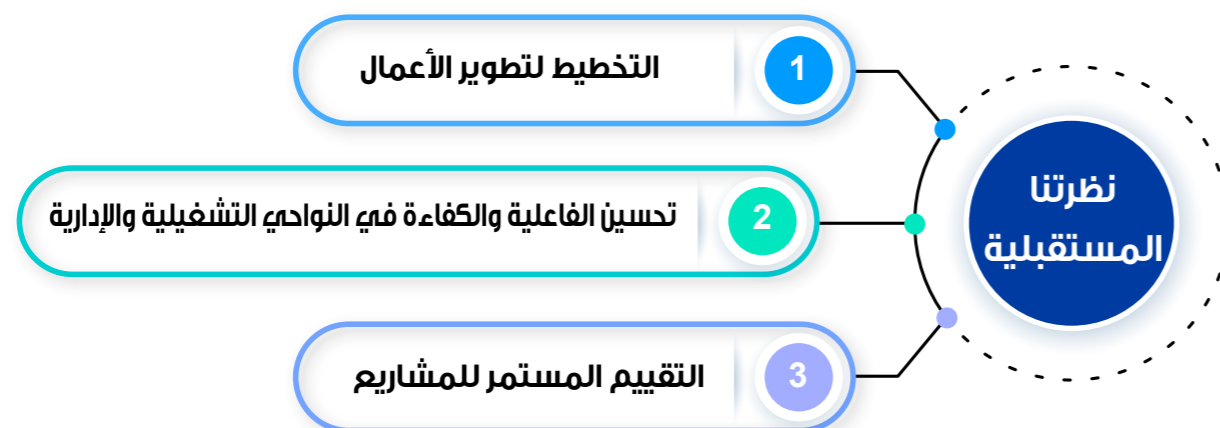 نظرتنا
المستقبلية
1 التخطيط لتطوير الأعمال
2 تحسين الفاعلية والكفاءة في النواحي التشغيلية والإدارية
3 التقييم المستمر للمشاريع